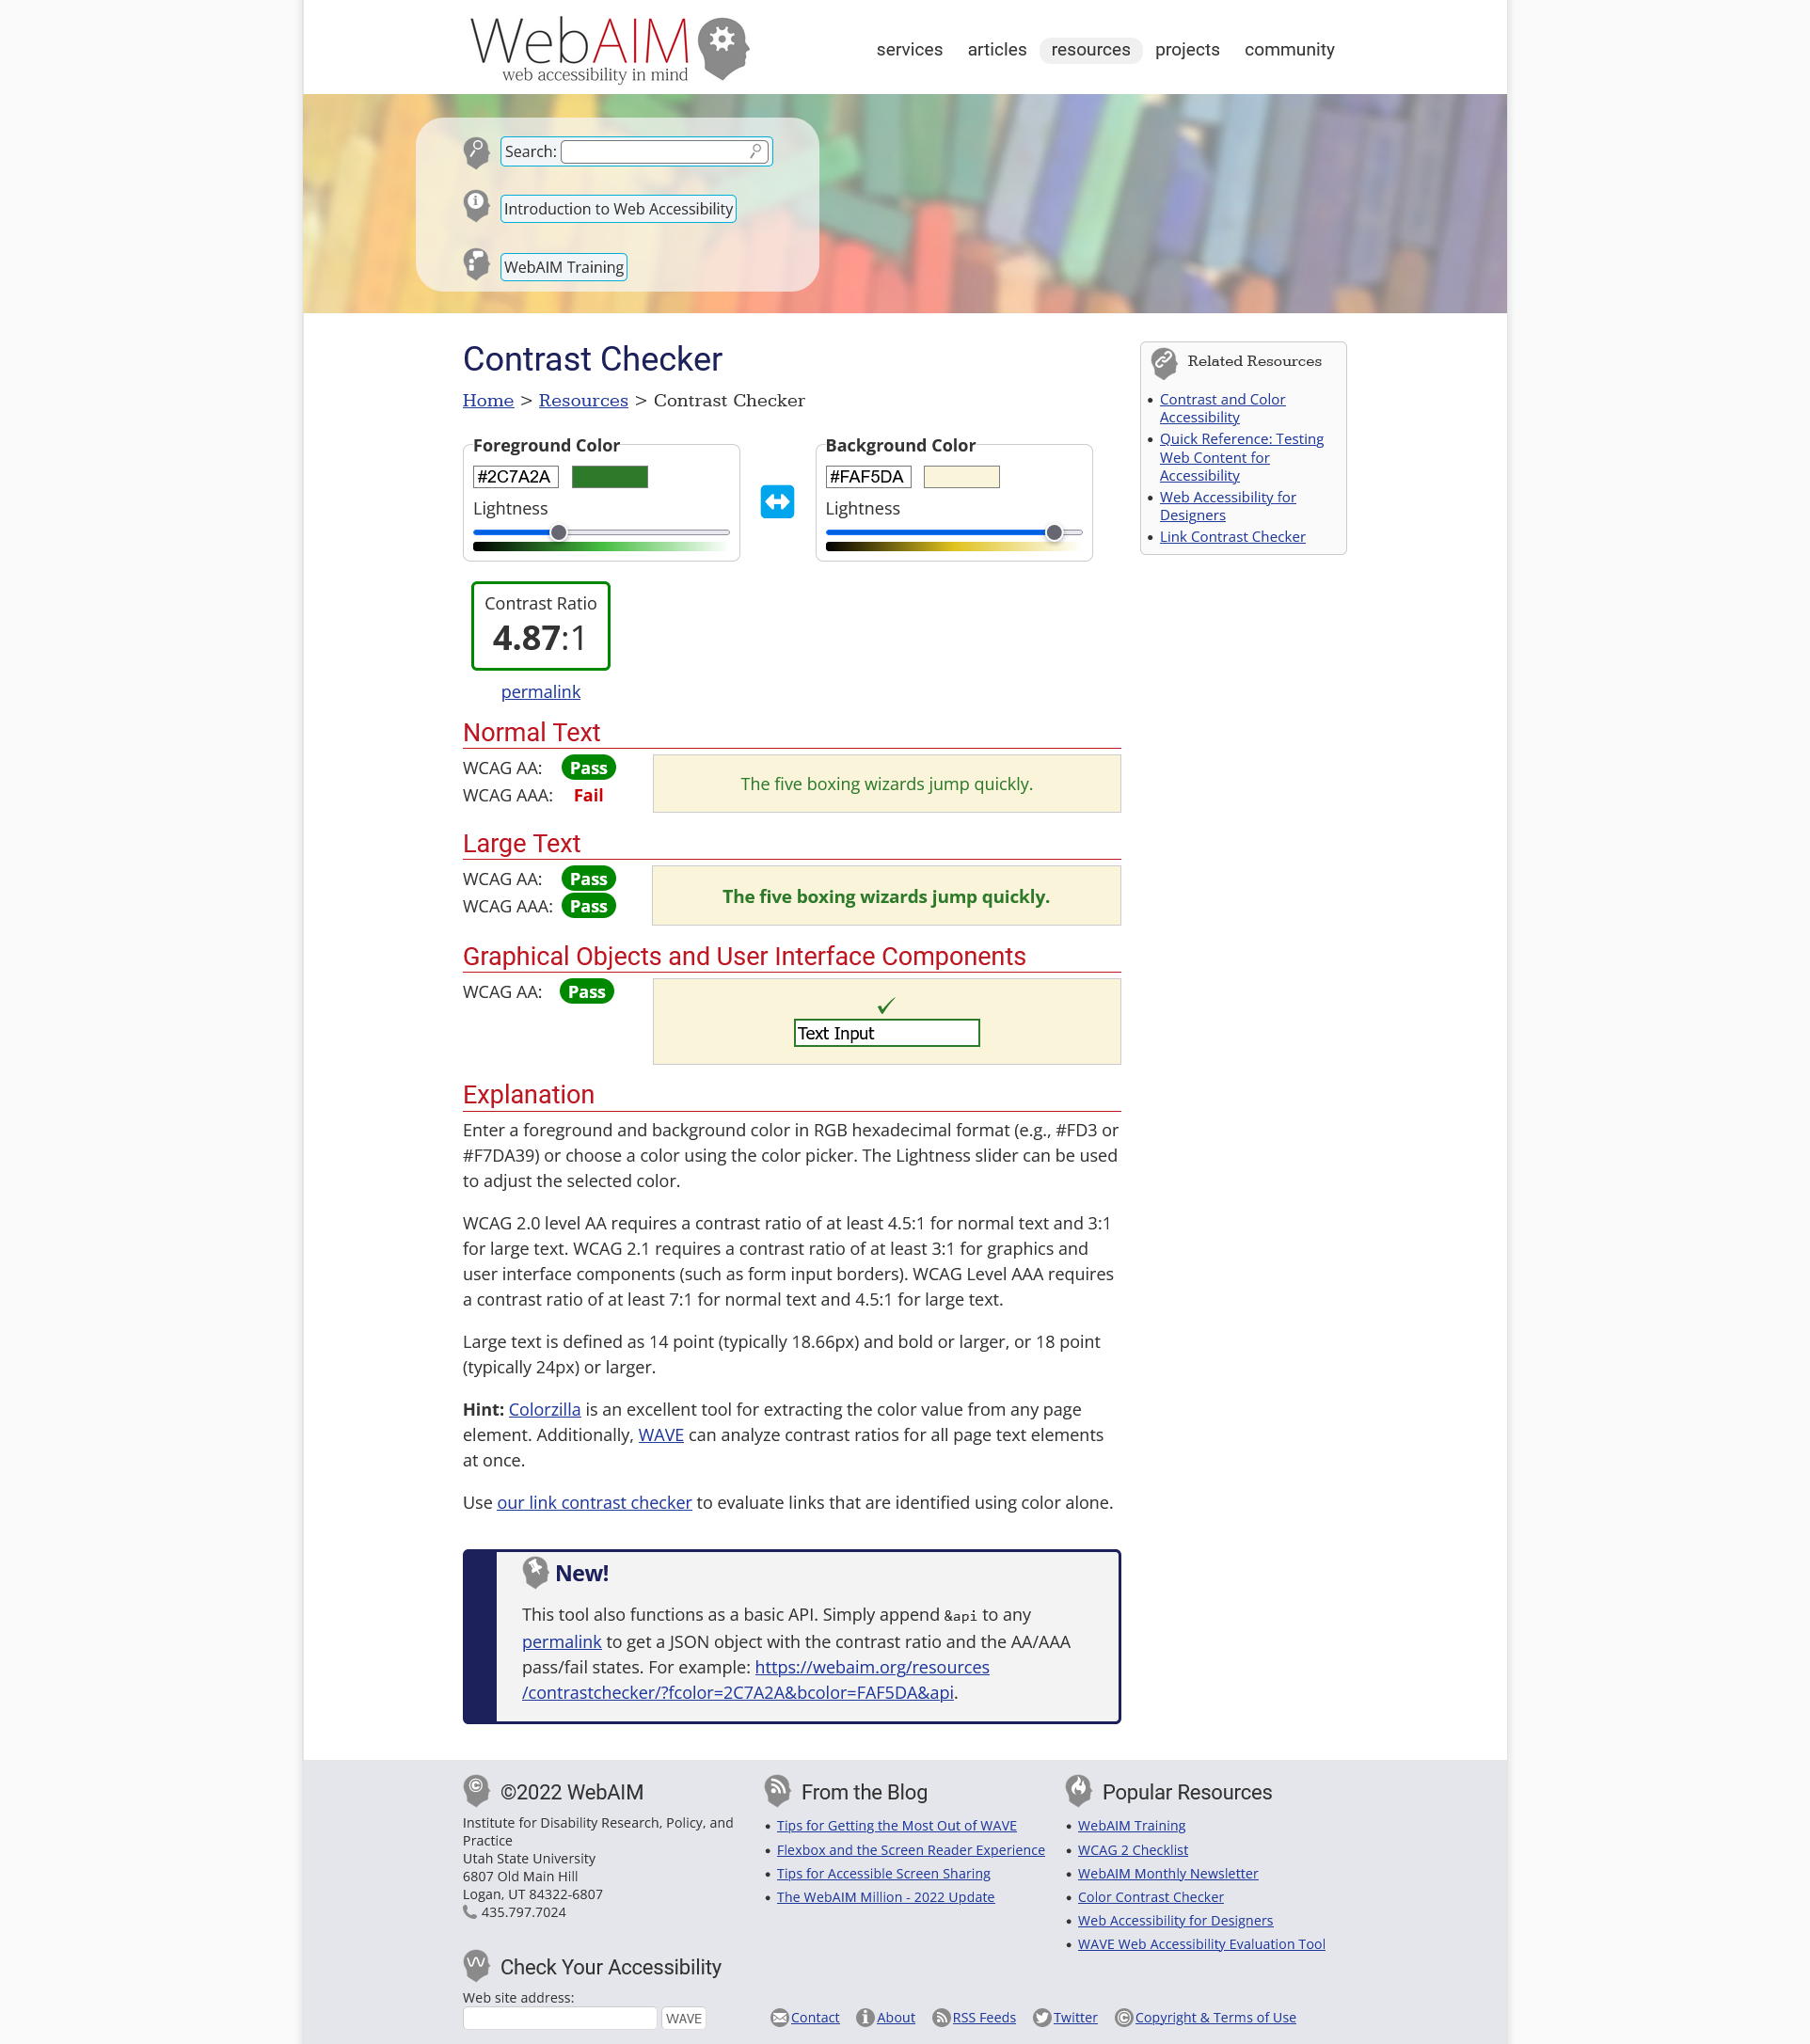 WebAIM
web accessibility in mind
services articles resources projects community
Search:
Introduction to Web Accessibility
WebAIM Training
Contrast Checker
Home > Resources > Contrast Checker
Foreground Color
#2C7A2A
Lightness
Background Color
#FAF5DA
Lightness
Contrast Ratio
4.87:1
permalink
Normal Text
WCAG AA: Pass
WCAG AAA: Fail
The five boxing wizards jump quickly.
Large Text
WCAG AA: Pass
WCAG AAA: Pass
The five boxing wizards jump quickly.
Graphical Objects and User Interface Components
WCAG AA: Pass
✓
Text Input
Explanation
Enter a foreground and background color in RGB hexadecimal format (e.g., #FD3 or
#F7DA39) or choose a color using the color picker. The Lightness slider can be used
to adjust the selected color.
WCAG 2.0 level AA requires a contrast ratio of at least 4.5:1 for normal text and 3:1
for large text. WCAG 2.1 requires a contrast ratio of at least 3:1 for graphics and
user interface components (such as form input borders). WCAG Level AAA requires
a contrast ratio of at least 7:1 for normal text and 4.5:1 for large text.
Large text is defined as 14 point (typically 18.66px) and bold or larger, or 18 point
(typically 24px) or larger.
Hint: Colorzilla is an excellent tool for extracting the color value from any page
element. Additionally, WAVE can analyze contrast ratios for all page text elements
at once.
Use our link contrast checker to evaluate links that are identified using color alone.
New!
This tool also functions as a basic API. Simply append &api to any
permalink to get a JSON object with the contrast ratio and the AA/AAA
pass/fail states. For example: https://webaim.org/resources
/contrastchecker/?fcolor=2C7A2A&bcolor=FAF5DA&api.
Related Resources
• Contrast and Color
Accessibility
• Quick Reference: Testing
Web Content for
Accessibility
• Web Accessibility for
Designers
• Link Contrast Checker
©2022 WebAIM
Institute for Disability Research, Policy, and
Practice
Utah State University
6807 Old Main Hill
Logan, UT 84322-6807
435.797.7024
From the Blog
• Tips for Getting the Most Out of WAVE
• Flexbox and the Screen Reader Experience
• Tips for Accessible Screen Sharing
• The WebAIM Million - 2022 Update
Popular Resources
• WebAIM Training
• WCAG 2 Checklist
• WebAIM Monthly Newsletter
• Color Contrast Checker
• Web Accessibility for Designers
• WAVE Web Accessibility Evaluation Tool
Check Your Accessibility
Web site address:
WAVE
Contact About RSS Feeds Twitter Copyright & Terms of Use